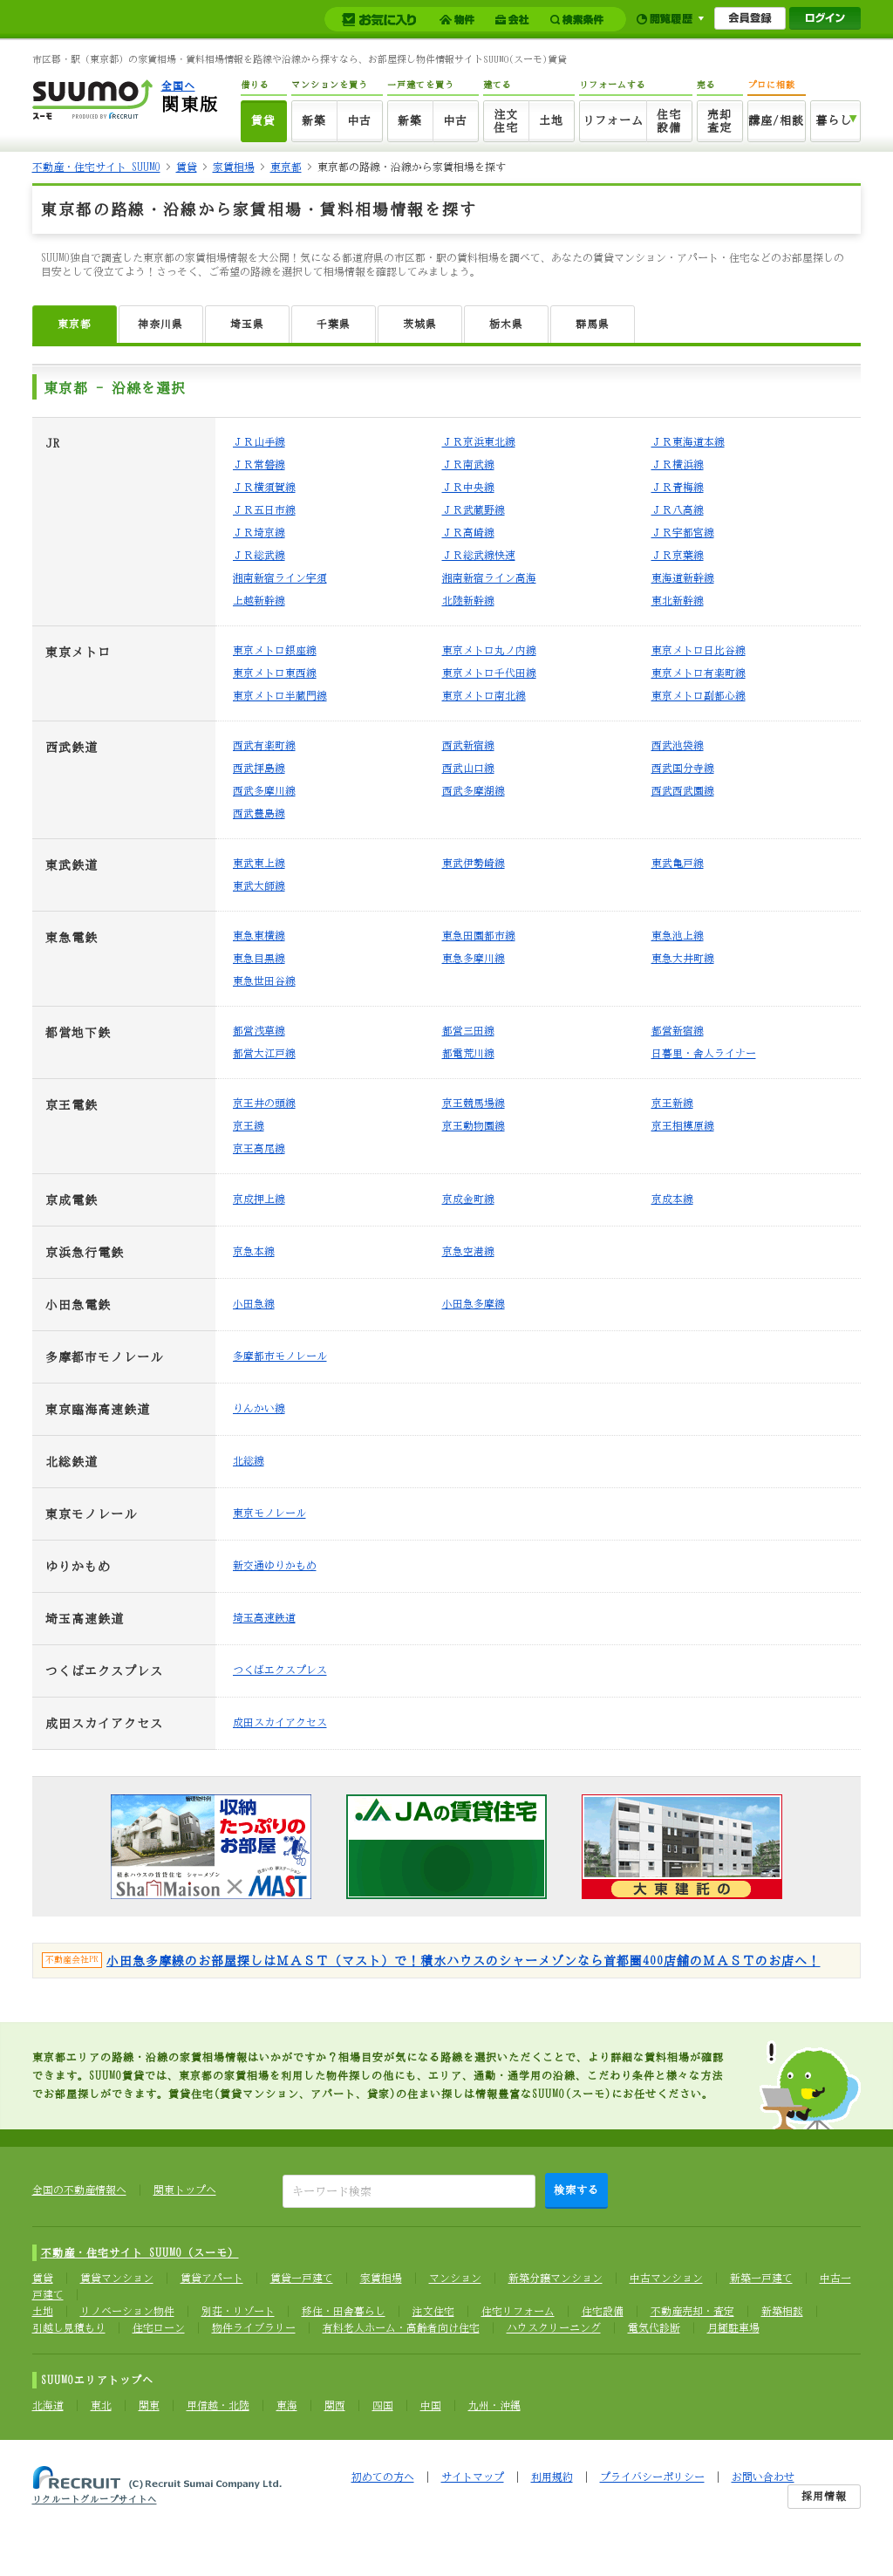 お気に入り 物件 会社 検索条件 閲覧履歴 会員登録 ログイン
市区郡・駅（東京都）の家賃相場・賃料相場情報を路線や沿線から探すなら、お部屋探し物件情報サイトSUUMO(スーモ)賃貸
SUUMO
スーモ PRODUCED BY RECRUIT
全国へ
関東版
借りる マンションを買う 一戸建てを買う 建てる リフォームする 売る プロに相談
賃貸 新築 中古 新築 中古 注文住宅 土地 リフォーム 住宅設備 売却査定 講座/相談 暮らし
不動産・住宅サイト SUUMO > 賃貸 > 家賃相場 > 東京都 > 東京都の路線・沿線から家賃相場を探す
東京都の路線・沿線から家賃相場・賃料相場情報を探す
SUUMO独自で調査した東京都の家賃相場情報を大公開！気になる都道府県の市区郡・駅の賃料相場を調べて、あなたの賃貸マンション・アパート・住宅などのお部屋探しの
目安として役立てよう！さっそく、ご希望の路線を選択して相場情報を確認してみましょう。
東京都 神奈川県 埼玉県 千葉県 茨城県 栃木県 群馬県
東京都 - 沿線を選択
JR
ＪＲ山手線 ＪＲ京浜東北線 ＪＲ東海道本線
ＪＲ常磐線 ＪＲ南武線 ＪＲ横浜線
ＪＲ横須賀線 ＪＲ中央線 ＪＲ青梅線
ＪＲ五日市線 ＪＲ武蔵野線 ＪＲ八高線
ＪＲ埼京線 ＪＲ高崎線 ＪＲ宇都宮線
ＪＲ総武線 ＪＲ総武線快速 ＪＲ京葉線
湘南新宿ライン宇須 湘南新宿ライン高海 東海道新幹線
上越新幹線 北陸新幹線 東北新幹線
東京メトロ
東京メトロ銀座線 東京メトロ丸ノ内線 東京メトロ日比谷線
東京メトロ東西線 東京メトロ千代田線 東京メトロ有楽町線
東京メトロ半蔵門線 東京メトロ南北線 東京メトロ副都心線
西武鉄道
西武有楽町線 西武新宿線 西武池袋線
西武拝島線 西武山口線 西武国分寺線
西武多摩川線 西武多摩湖線 西武西武園線
西武豊島線
東武鉄道
東武東上線 東武伊勢崎線 東武亀戸線
東武大師線
東急電鉄
東急東横線 東急田園都市線 東急池上線
東急目黒線 東急多摩川線 東急大井町線
東急世田谷線
都営地下鉄
都営浅草線 都営三田線 都営新宿線
都営大江戸線 都電荒川線 日暮里・舎人ライナー
京王電鉄
京王井の頭線 京王競馬場線 京王新線
京王線 京王動物園線 京王相模原線
京王高尾線
京成電鉄
京成押上線 京成金町線 京成本線
京浜急行電鉄
京急本線 京急空港線
小田急電鉄
小田急線 小田急多摩線
多摩都市モノレール
多摩都市モノレール
東京臨海高速鉄道
りんかい線
北総鉄道
北総線
東京モノレール
東京モノレール
ゆりかもめ
新交通ゆりかもめ
埼玉高速鉄道
埼玉高速鉄道
つくばエクスプレス
つくばエクスプレス
成田スカイアクセス
成田スカイアクセス
管理物件例
収納たっぷりのお部屋
積水ハウスの賃貸住宅 シャーメゾン
ShaMaison × MAST
JAの賃貸住宅
大東建託の
不動産会社PR 小田急多摩線のお部屋探しはＭＡＳＴ（マスト）で！積水ハウスのシャーメゾンなら首都圏400店舗のＭＡＳＴのお店へ！
東京都エリアの路線・沿線の家賃相場情報はいかがですか？相場目安が気になる路線を選択いただくことで、より詳細な賃料相場が確認
できます。SUUMO賃貸では、東京都の家賃相場を利用した物件探しの他にも、エリア、通勤・通学用の沿線、こだわり条件と様々な方法
でお部屋探しができます。賃貸住宅(賃貸マンション、アパート、貸家)の住まい探しは情報豊富なSUUMO(スーモ)にお任せください。
全国の不動産情報へ 関東トップへ キーワード検索 検索する
不動産・住宅サイト SUUMO（スーモ）
賃貸 賃貸マンション 賃貸アパート 賃貸一戸建て 家賃相場 マンション 新築分譲マンション 中古マンション 新築一戸建て 中古一
戸建て
土地 リノベーション物件 別荘・リゾート 移住・田舎暮らし 注文住宅 住宅リフォーム 住宅設備 不動産売却・査定 新築相談
引越し見積もり 住宅ローン 物件ライブラリー 有料老人ホーム・高齢者向け住宅 ハウスクリーニング 電気代診断 月極駐車場
SUUMOエリアトップへ
北海道 東北 関東 甲信越・北陸 東海 関西 四国 中国 九州・沖縄
RECRUIT (C) Recruit Sumai Company Ltd.
リクルートグループサイトへ
初めての方へ | サイトマップ | 利用規約 | プライバシーポリシー | お問い合わせ
採用情報